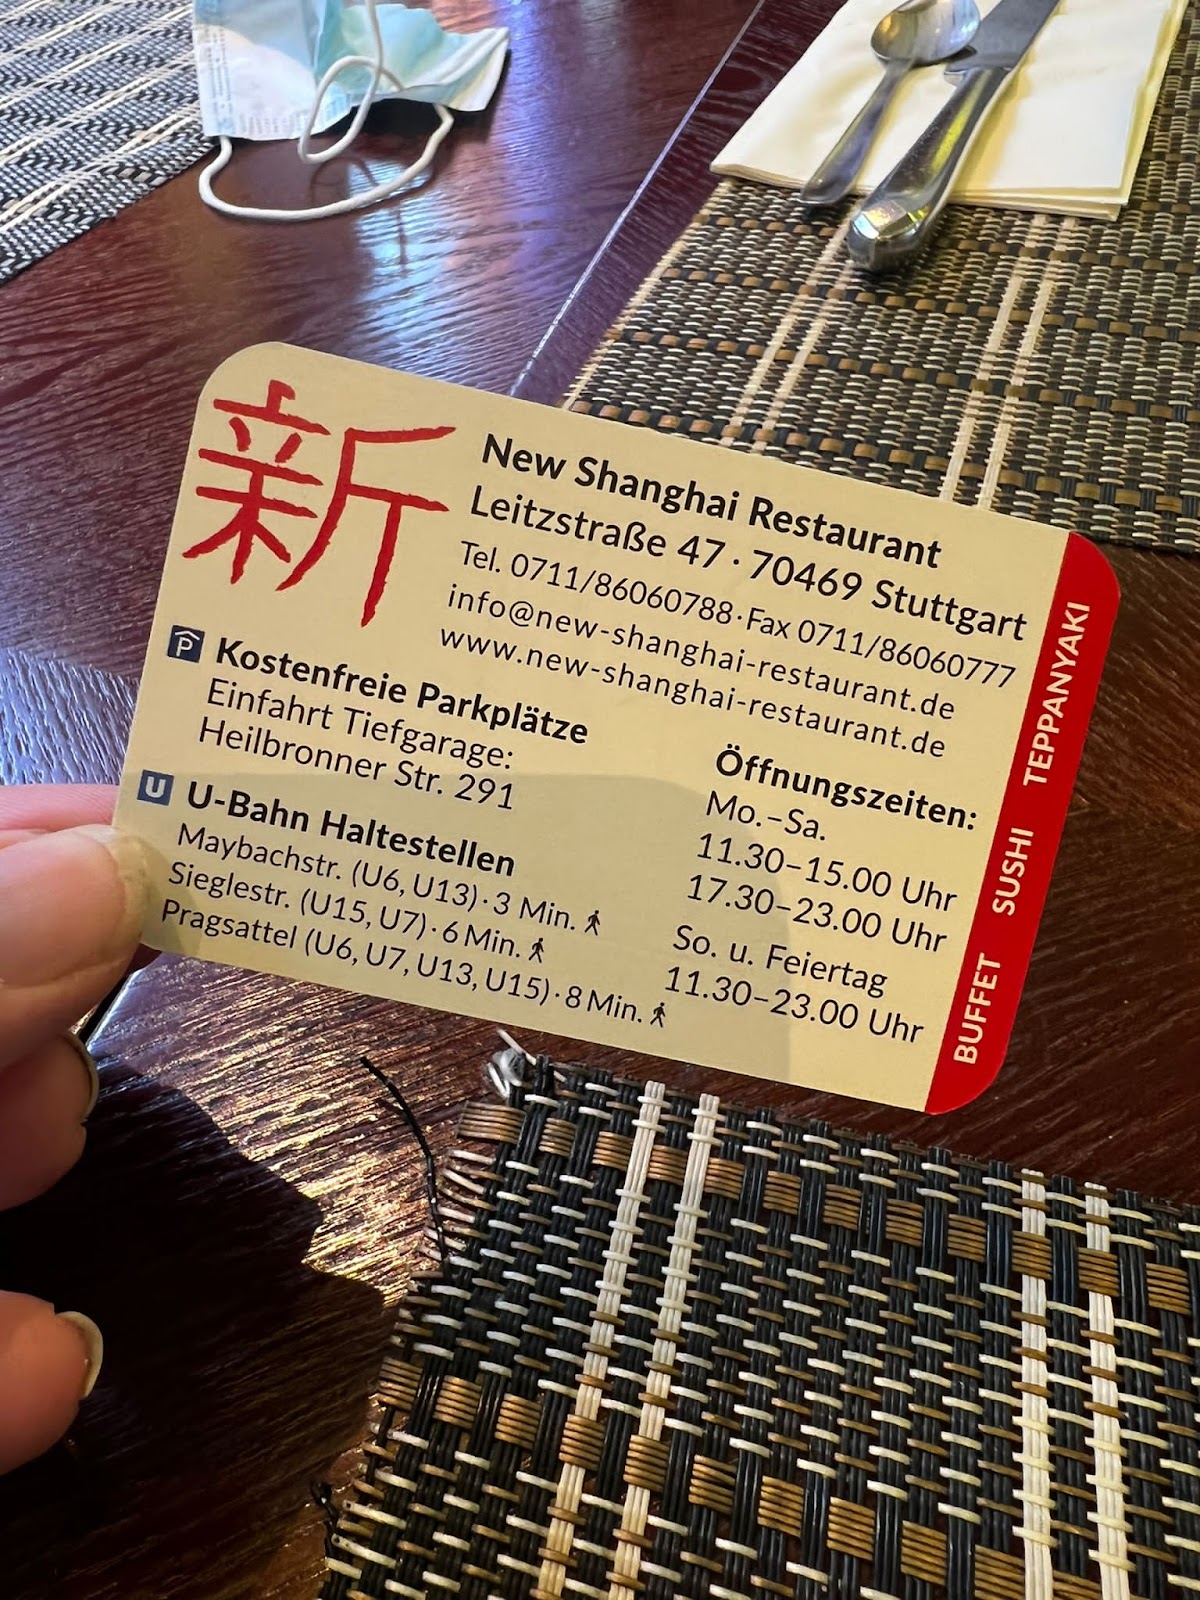 新
New Shanghai Restaurant
Leitzstraße 47 · 70469 Stuttgart
Tel. 0711/86060788 · Fax 0711/86060777
info@new-shanghai-restaurant.de
www.new-shanghai-restaurant.de
P Kostenfreie Parkplätze
Einfahrt Tiefgarage:
Heilbronner Str. 291
U U-Bahn Haltestellen
Maybachstr. (U6, U13) · 3 Min.
Sieglestr. (U15, U7) · 6 Min.
Pragsattel (U6, U7, U13, U15) · 8 Min.
Öffnungszeiten:
Mo.–Sa.
11.30–15.00 Uhr
17.30–23.00 Uhr
So. u. Feiertag
11.30–23.00 Uhr
BUFFET SUSHI TEPPANYAKI